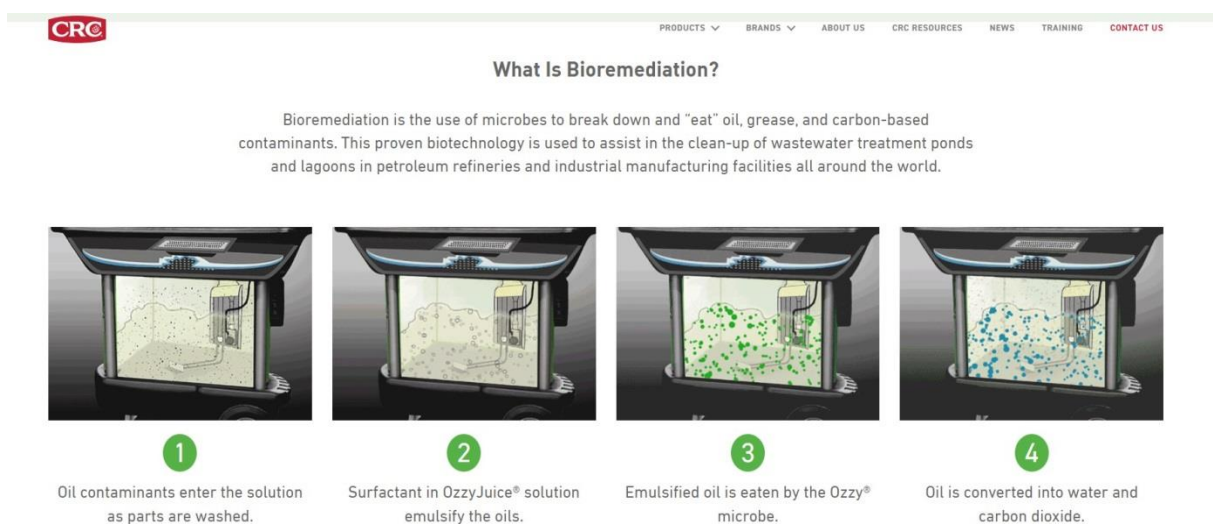 CRC
PRODUCTS BRANDS ABOUT US CRC RESOURCES NEWS TRAINING CONTACT US
What Is Bioremediation?
Bioremediation is the use of microbes to break down and “eat” oil, grease, and carbon-based
contaminants. This proven biotechnology is used to assist in the clean-up of wastewater treatment ponds
and lagoons in petroleum refineries and industrial manufacturing facilities all around the world.
1
Oil contaminants enter the solution
as parts are washed.
2
Surfactant in OzzyJuice® solution
emulsify the oils.
3
Emulsified oil is eaten by the Ozzy®
microbe.
4
Oil is converted into water and
carbon dioxide.